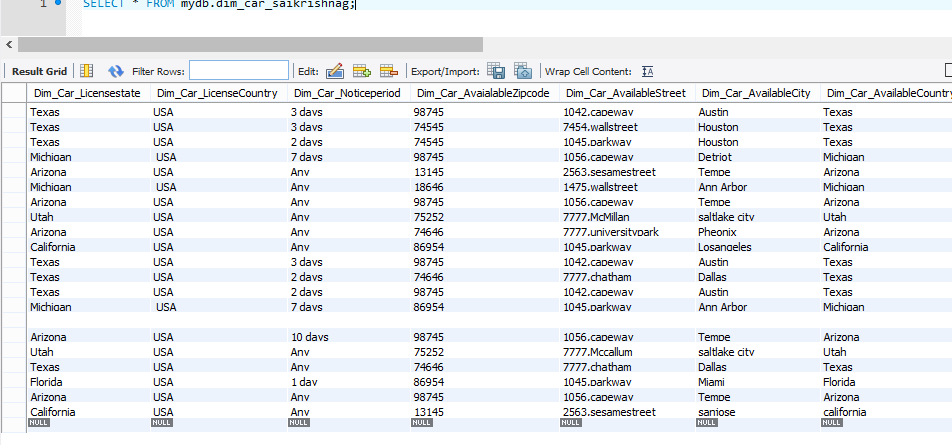 1 SELECT * FROM mydb.dim_car_saikrishnag;
Result Grid Filter Rows: Edit: Export/Import: Wrap Cell Content:
Dim_Car_Licensestate Dim_Car_LicenseCountry Dim_Car_Noticeperiod Dim_Car_AvaialableZipcode Dim_Car_AvailableStreet Dim_Car_AvailableCity Dim_Car_AvailableCountry
Texas USA 3 days 98745 1042,capeway Austin Texas
Texas USA 3 days 74545 7454,wallstreet Houston Texas
Texas USA 2 days 74545 1045,parkway Houston Texas
Michigan USA 7 days 98745 1056,capeway Detriot Michigan
Arizona USA Any 13145 2563,sesamestreet Tempe Arizona
Michigan USA Any 18646 1475,wallstreet Ann Arbor Michigan
Arizona USA Any 98745 1056,capeway Tempe Arizona
Utah USA Any 75252 7777,McMillan saltlake city Utah
Arizona USA Any 74646 7777,universitypark Pheonix Arizona
California USA Any 86954 1045,parkway Losangeles California
Texas USA 3 days 98745 1042,capeway Austin Texas
Texas USA 2 days 74646 7777,chatham Dallas Texas
Texas USA 2 days 98745 1042,capeway Austin Texas
Michigan USA 7 days 86954 1045,parkway Ann Arbor Michigan
Arizona USA 10 days 98745 1056,capeway Tempe Arizona
Utah USA Any 75252 7777,Mccallum saltlake city Utah
Texas USA Any 74646 7777,chatham Dallas Texas
Florida USA 1 day 86954 1045,parkway Miami Florida
Arizona USA Any 98745 1056,capeway Tempe Arizona
California USA Any 13145 2563,sesamestreet sanjose california
NULL NULL NULL NULL NULL NULL NULL